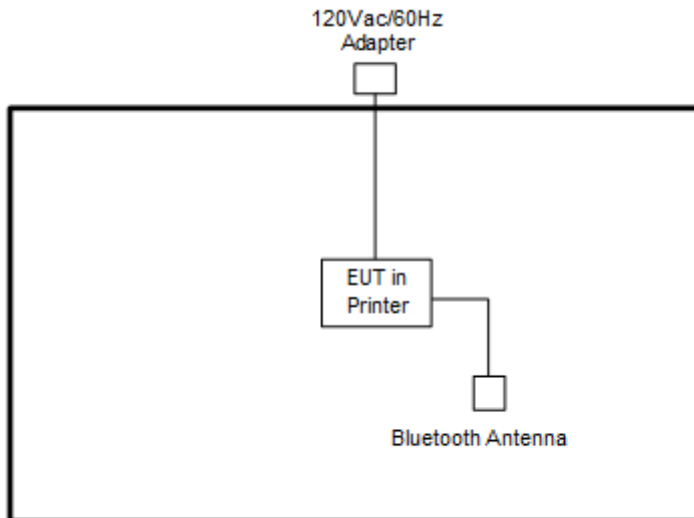 120Vac/60Hz
Adapter
EUT in
Printer
Bluetooth Antenna